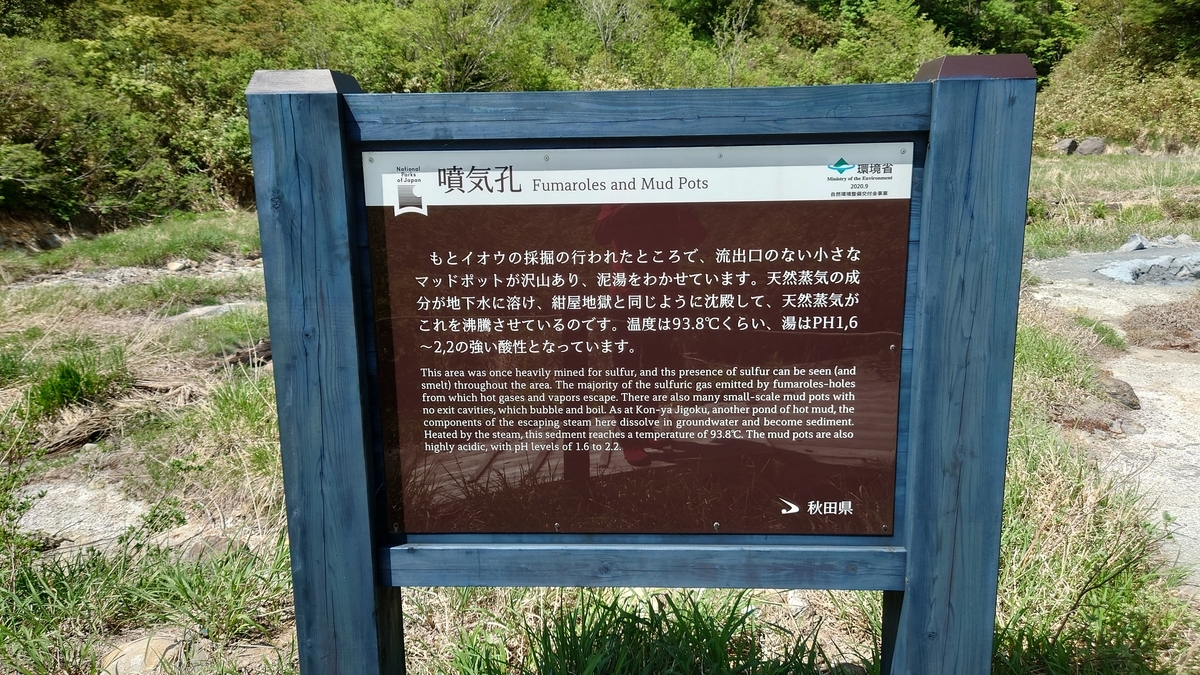 National
Parks
of Japan
噴気孔 Fumaroles and Mud Pots
環境省
Ministry of the Environment
2020.9
自然環境整備交付金事業
もとイオウの採掘の行われたところで、流出口のない小さな
マッドポットが沢山あり、泥湯をわかせています。天然蒸気の成
分が地下水に溶け、紺屋地獄と同じように沈殿して、天然蒸気が
これを沸騰させているのです。温度は93.8℃くらい、湯はPH1,6
～2,2の強い酸性となっています。
This area was once heavily mined for sulfur, and ths presence of sulfur can be seen (and
smelt) throughout the area. The majority of the sulfuric gas emitted by fumaroles-holes
from which hot gases and vapors escape. There are also many small-scale mud pots with
no exit cavities, which bubble and boil. As at Kon-ya Jigoku, another pond of hot mud, the
components of the escaping steam here dissolve in groundwater and become sediment.
Heated by the steam, this sedment reaches a temperature of 93.8℃. The mud pots are also
highly acidic, with pH levels of 1.6 to 2.2.
秋田県